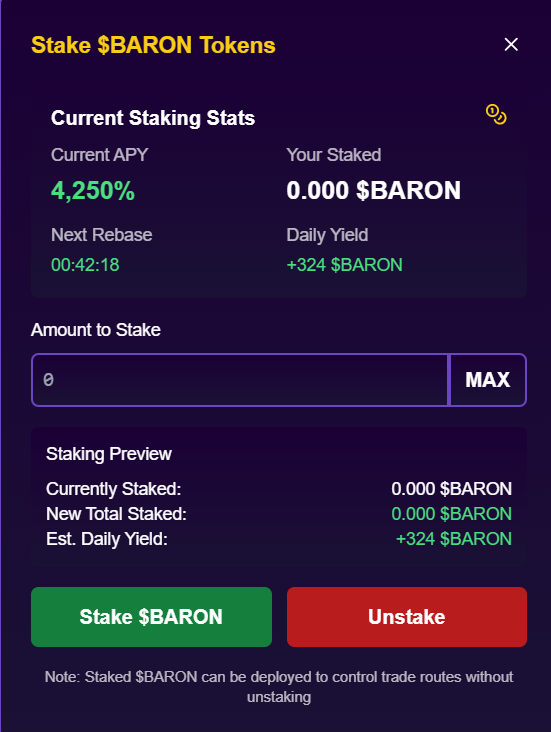 Stake $BARON Tokens
Current Staking Stats
Current APY
Your Staked
4,250%
0.000 $BARON
Next Rebase
Daily Yield
00:42:18
+324 $BARON
Amount to Stake
0
MAX
Staking Preview
Currently Staked:
0.000 $BARON
New Total Staked:
0.000 $BARON
Est. Daily Yield:
+324 $BARON
Stake $BARON
Unstake
Note: Staked $BARON can be deployed to control trade routes without
unstaking